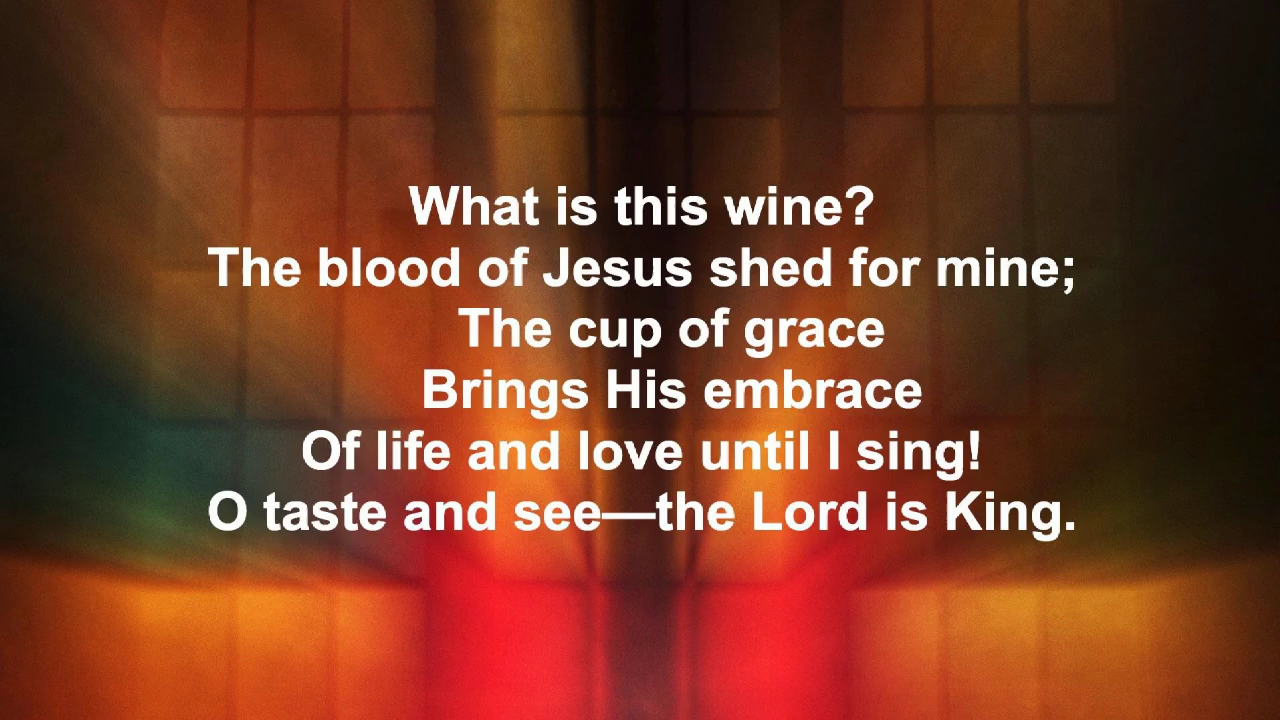 What is this wine?
The blood of Jesus shed for mine;
The cup of grace
Brings His embrace
Of life and love until I sing!
O taste and see—the Lord is King.